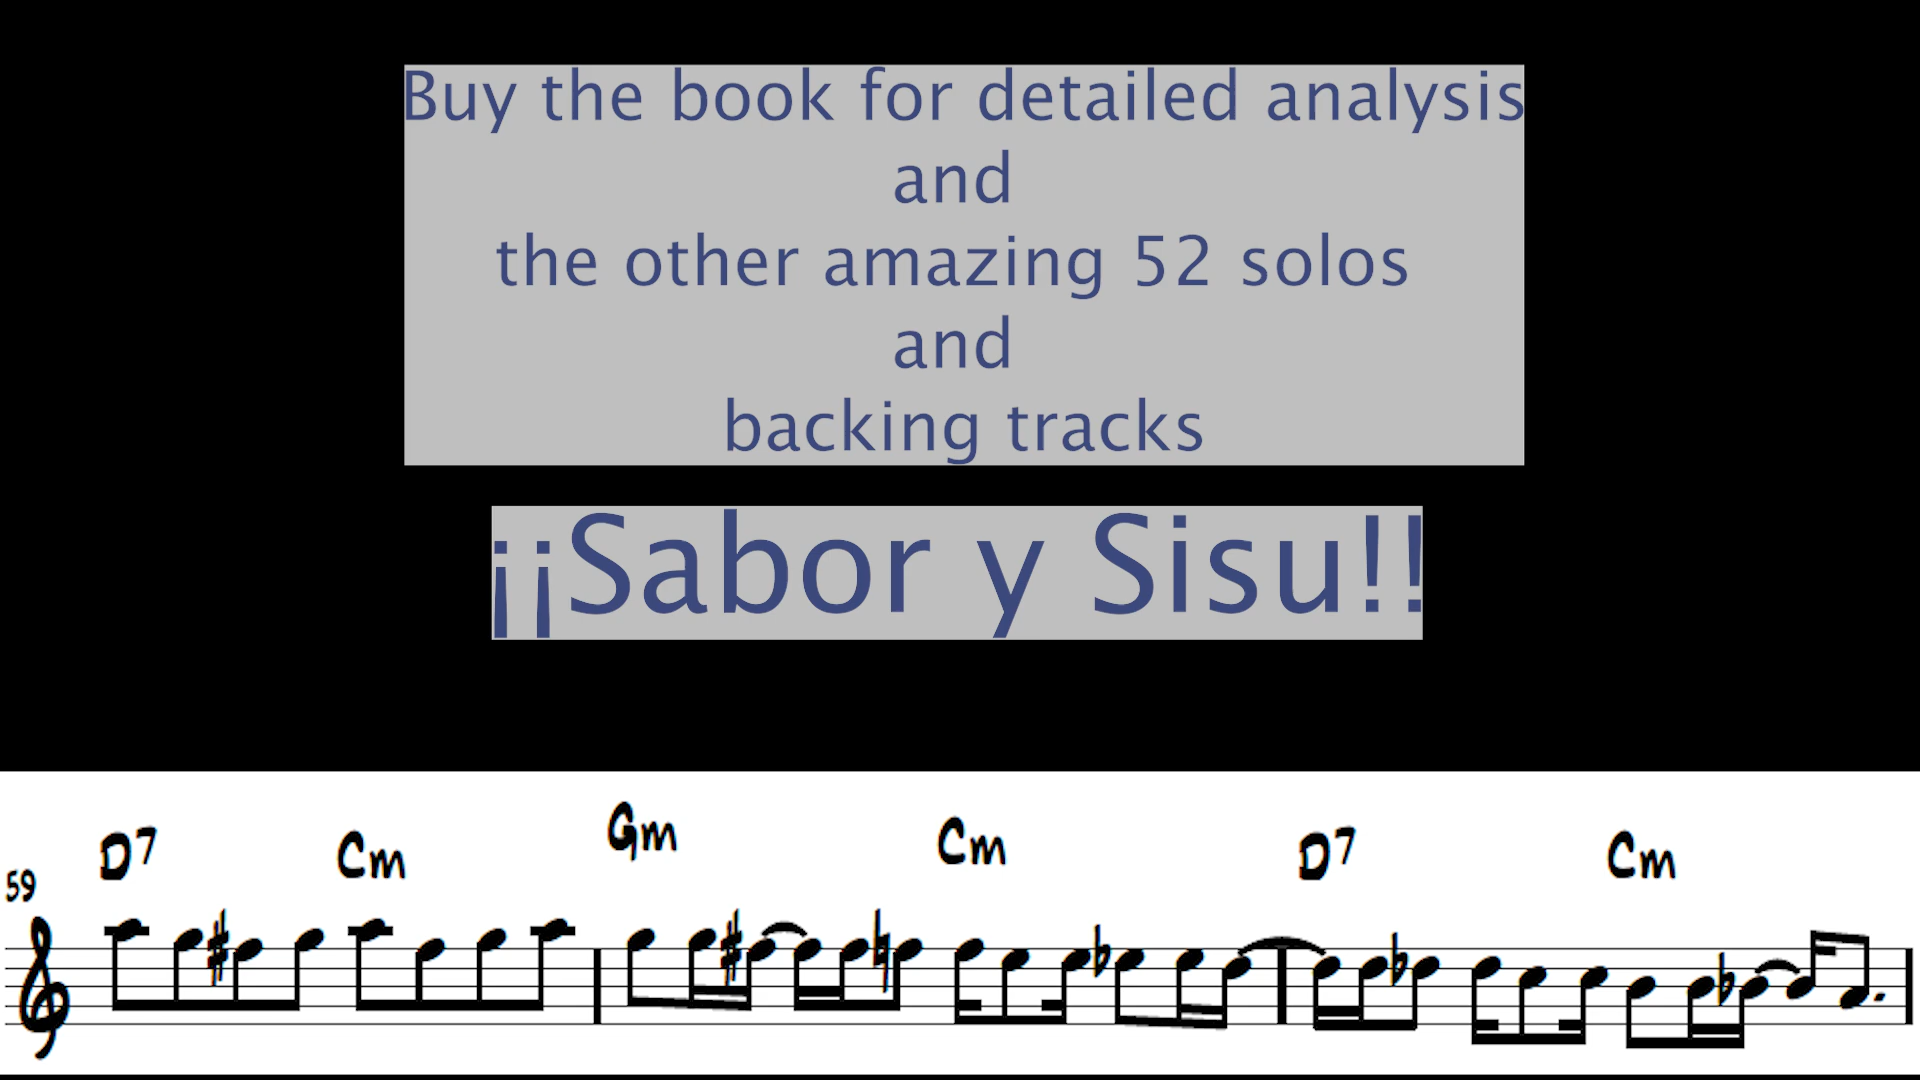 Buy the book for detailed analysis
and
the other amazing 52 solos
and
backing tracks
¡¡Sabor y Sisu!!
D7 Cm Gm Cm D7 Cm
59